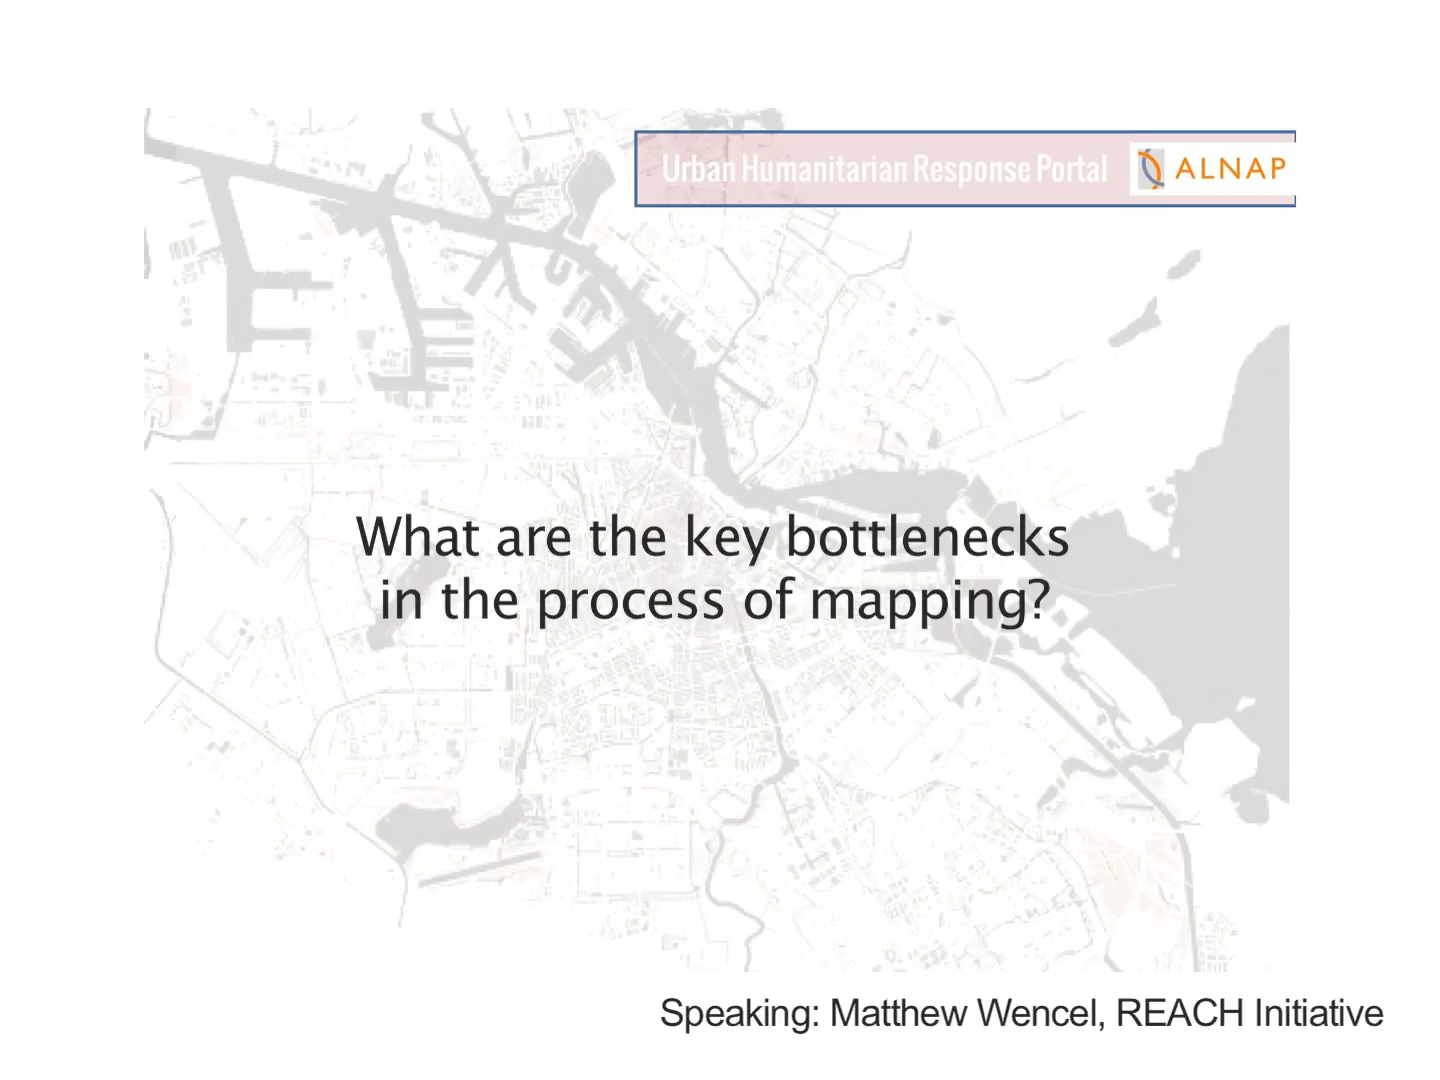 Urban Humanitarian Response Portal ALNAP
What are the key bottlenecks
in the process of mapping?
Speaking: Matthew Wencel, REACH Initiative